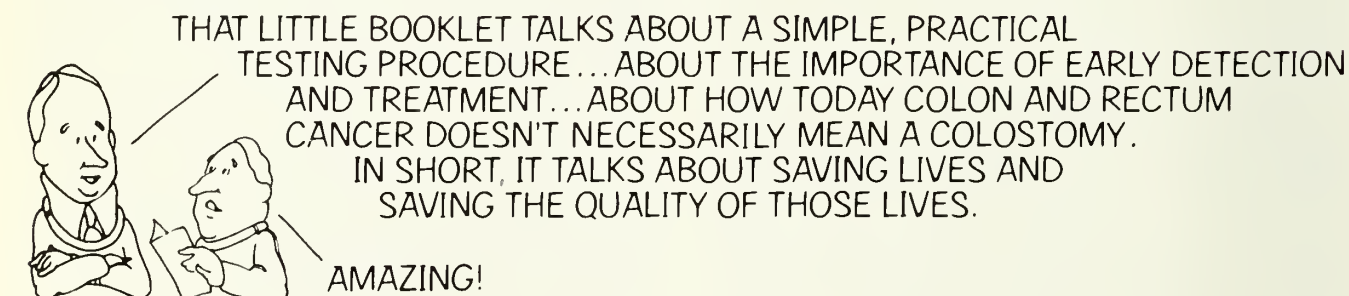 THAT LITTLE BOOKLET TALKS ABOUT A SIMPLE, PRACTICAL
TESTING PROCEDURE...ABOUT THE IMPORTANCE OF EARLY DETECTION
AND TREATMENT...ABOUT HOW TODAY COLON AND RECTUM
CANCER DOESN'T NECESSARILY MEAN A COLOSTOMY.
IN SHORT, IT TALKS ABOUT SAVING LIVES AND
SAVING THE QUALITY OF THOSE LIVES.
AMAZING!